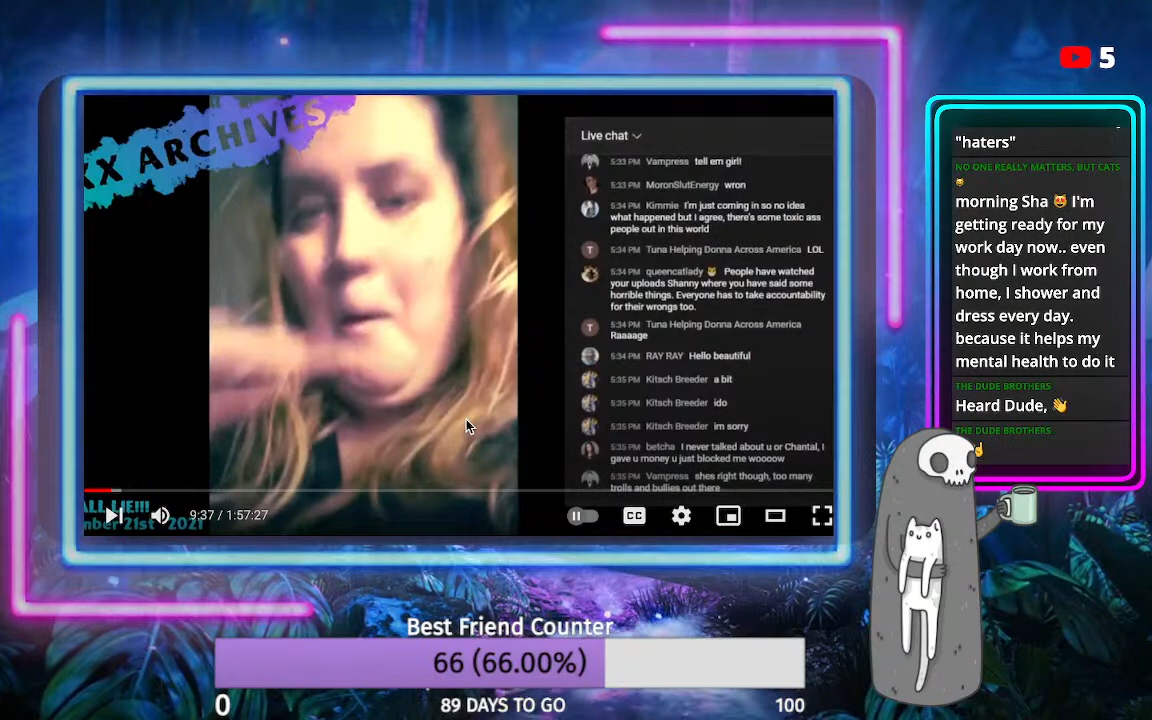 5
XX ARCHIVES
Live chat
5:33 PM Vampress tell em girl!
5:33 PM MoronSlutEnergy wron
5:34 PM Kimmie I'm just coming in so no idea
what happened but I agree, there's some toxic ass
people out in this world
T 5:34 PM Tuna Helping Donna Across America LOL
5:34 PM queencatlady 🐱 People have watched
your uploads Shanny where you have said some
horrible things. Everyone has to take accountability
for their wrongs too.
T 5:34 PM Tuna Helping Donna Across America
Raaaage
5:34 PM RAY RAY Hello beautiful
5:35 PM Kitsch Breeder a bit
5:35 PM Kitsch Breeder ido
5:35 PM Kitsch Breeder im sorry
5:35 PM betcha I never talked about u or Chantal, I
gave u money u just blocked me woooow
5:35 PM Vampress shes right though, too many
trolls and bullies out there
ALL LIE!!!
mber 21st 2021
9:37 / 1:57:27
CC
"haters"
NO ONE REALLY MATTERS, BUT CATS
🐱
morning Sha 😻 I'm
getting ready for my
work day now.. even
though I work from
home, I shower and
dress every day.
because it helps my
mental health to do it
THE DUDE BROTHERS
Heard Dude, 👋
THE DUDE BROTHERS
☝
Best Friend Counter
66 (66.00%)
0 89 DAYS TO GO 100